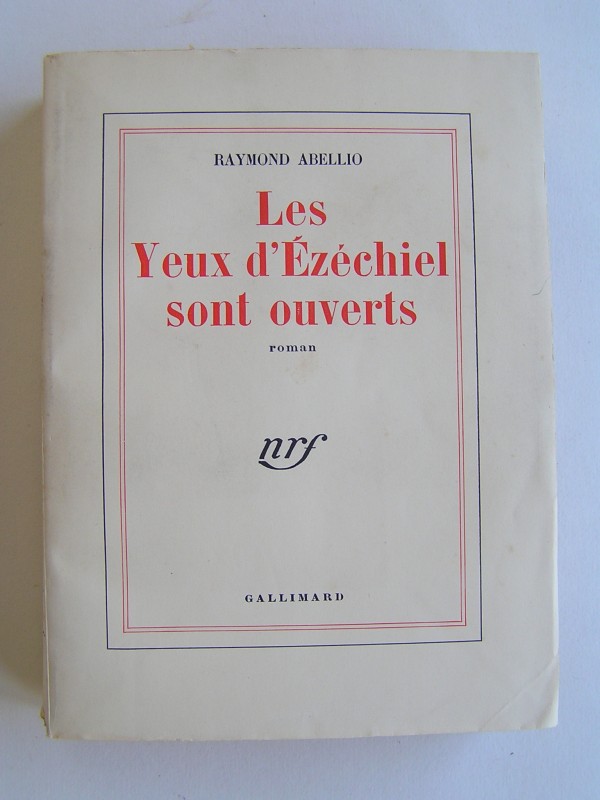 RAYMOND ABELLIO
Les
Yeux d'Ézéchiel
sont ouverts
roman
nrf
GALLIMARD